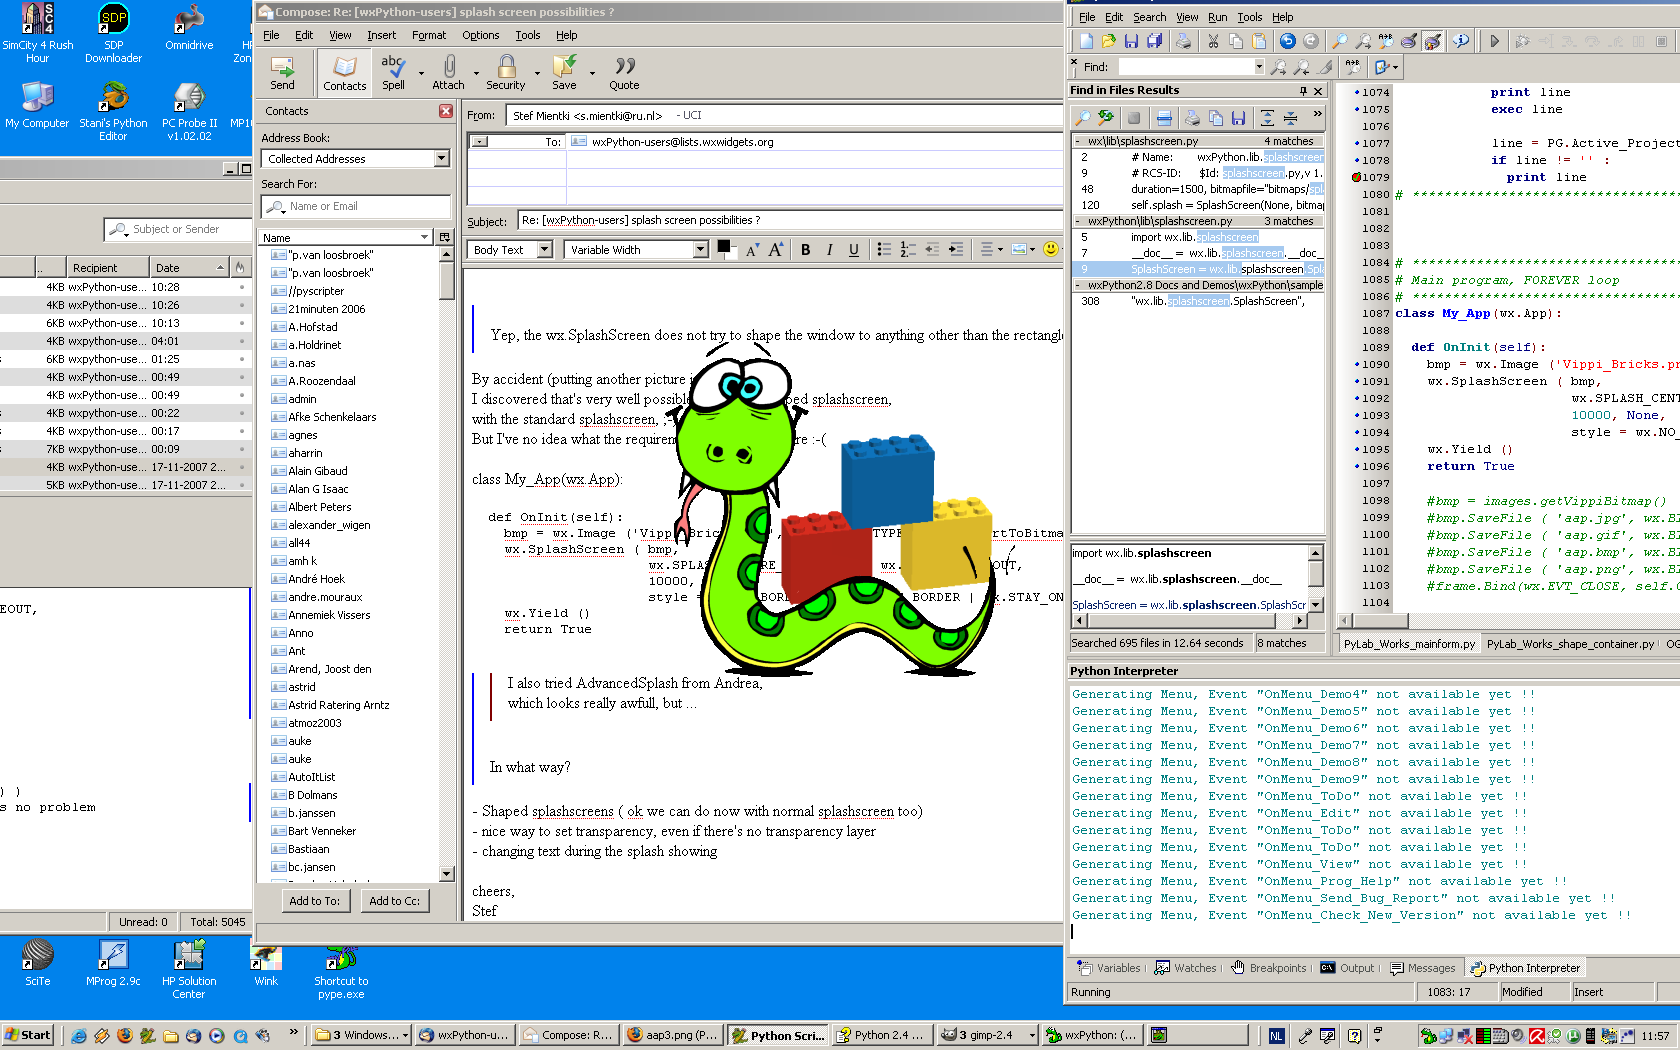 SimCity 4 Rush Hour
SDP Downloader
Omnidrive
My Computer
Stani's Python Editor
PC Probe II v1.02.02
Subject or Sender
Recipient
Date
4KB wxPython-use... 10:28
4KB wxPython-use... 10:26
6KB wxPython-use... 10:13
4KB wxPython-use... 04:01
6KB wxPython-use... 01:25
4KB wxPython-use... 00:49
4KB wxPython-use... 00:49
4KB wxPython-use... 00:22
4KB wxPython-use... 00:17
7KB wxPython-use... 00:09
4KB wxPython-use... 17-11-2007 2...
5KB wxPython-use... 17-11-2007 2...
EOUT,
) )
s no problem
Unread: 0
Total: 5045
SciTe
MProg 2.9c
HP Solution Center
Wink
Shortcut to pype.exe
Compose: Re: [wxPython-users] splash screen possibilities ?
File Edit View Insert Format Options Tools Help
Send Contacts Spell Attach Security Save Quote
Contacts
Address Book:
Collected Addresses
Search For:
Name or Email
Name
"p.van loosbroek"
"p.van loosbroek"
//pyscripter
21minuten 2006
A.Hofstad
a.Holdrinet
a.nas
A.Roozendaal
admin
Afke Schenkelaars
agnes
aharrin
Alain Gibaud
Alan G Isaac
Albert Peters
alexander_wigen
all44
amh k
André Hoek
andre.mouraux
Annemiek Wissers
Anno
Ant
Arend, Joost den
astrid
Astrid Ratering Arntz
atmoz2003
auke
auke
AutoItList
B Dolmans
b.janssen
Bart Venneker
Bastiaan
bc.jansen
Add to To: Add to Cc:
From: Stef Mientki <s.mientki@ru.nl> - UCI
To: wxPython-users@lists.wxwidgets.org
Subject: Re: [wxPython-users] splash screen possibilities ?
Body Text Variable Width
Yep, the wx.SplashScreen does not try to shape the window to anything other than the rectangle
By accident (putting another picture
I discovered that's very well possible ped splashscreen,
with the standard splashscreen, ;-
But I've no idea what the requirem re :-(
class My_App(wx.App):
def OnInit(self):
bmp = wx.Image ('Vippi TYPE rtToBitma
wx.SplashScreen ( bmp,
wx.SPLAS RE_ wx. OUT,
10000,
style = BORD BORDER | x.STAY_ON
wx.Yield ()
return True
I also tried AdvancedSplash from Andrea,
which looks really awfull, but ...
In what way?
- Shaped splashscreens ( ok we can do now with normal splashscreen too)
- nice way to set transparency, even if there's no transparency layer
- changing text during the splash showing
cheers,
Stef
File Edit Search View Run Tools Help
Find:
Find in Files Results
wx\lib\splashscreen.py 4 matches
2 # Name: wxPython.lib.splashscreen
9 # RCS-ID: $Id: splashscreen.py,v 1.
48 duration=1500, bitmapfile="bitmaps/spl
120 self.splash = SplashScreen(None, bitmap
wxPython\lib\splashscreen.py 3 matches
5 import wx.lib.splashscreen
7 __doc__ = wx.lib.splashscreen.__doc_
9 SplashScreen = wx.lib.splashscreen.Spl
wxPython2.8 Docs and Demos\wxPython\sample
308 "wx.lib.splashscreen.SplashScreen",
import wx.lib.splashscreen
__doc__ = wx.lib.splashscreen.__doc__
SplashScreen = wx.lib.splashscreen.SplashScr
Searched 695 files in 12.64 seconds 8 matches
1074 print line
1075 exec line
1076
1077 line = PG.Active_Project
1078 if line != '' :
1079 print line
1080 # **********************************
1081
1082
1083
1084 # **********************************
1085 # Main program, FOREVER loop
1086 # **********************************
1087 class My_App(wx.App):
1088
1089 def OnInit(self):
1090 bmp = wx.Image ('Vippi_Bricks.pn
1091 wx.SplashScreen ( bmp,
1092 wx.SPLASH_CENT
1093 10000, None,
1094 style = wx.NO_
1095 wx.Yield ()
1096 return True
1097
1098 #bmp = images.getVippiBitmap()
1099 #bmp.SaveFile ( 'aap.jpg', wx.BI
1100 #bmp.SaveFile ( 'aap.gif', wx.BI
1101 #bmp.SaveFile ( 'aap.bmp', wx.BI
1102 #bmp.SaveFile ( 'aap.png', wx.BI
1103 #frame.Bind(wx.EVT_CLOSE, self.O
1104
PyLab_Works_mainform.py PyLab_Works_shape_container.py OG
Python Interpreter
Generating Menu, Event "OnMenu_Demo4" not available yet !!
Generating Menu, Event "OnMenu_Demo5" not available yet !!
Generating Menu, Event "OnMenu_Demo6" not available yet !!
Generating Menu, Event "OnMenu_Demo7" not available yet !!
Generating Menu, Event "OnMenu_Demo8" not available yet !!
Generating Menu, Event "OnMenu_Demo9" not available yet !!
Generating Menu, Event "OnMenu_ToDo" not available yet !!
Generating Menu, Event "OnMenu_Edit" not available yet !!
Generating Menu, Event "OnMenu_ToDo" not available yet !!
Generating Menu, Event "OnMenu_ToDo" not available yet !!
Generating Menu, Event "OnMenu_View" not available yet !!
Generating Menu, Event "OnMenu_Prog_Help" not available yet !!
Generating Menu, Event "OnMenu_Send_Bug_Report" not available yet !!
Generating Menu, Event "OnMenu_Check_New_Version" not available yet !!
Variables Watches Breakpoints Output Messages Python Interpreter
Running 1083: 17 Modified Insert
Start
3 Windows... wxPython-u... Compose: R... aap3.png (P... Python Scri... Python 2.4 ... 3 gimp-2.4 wxPython: (... NL 11:57